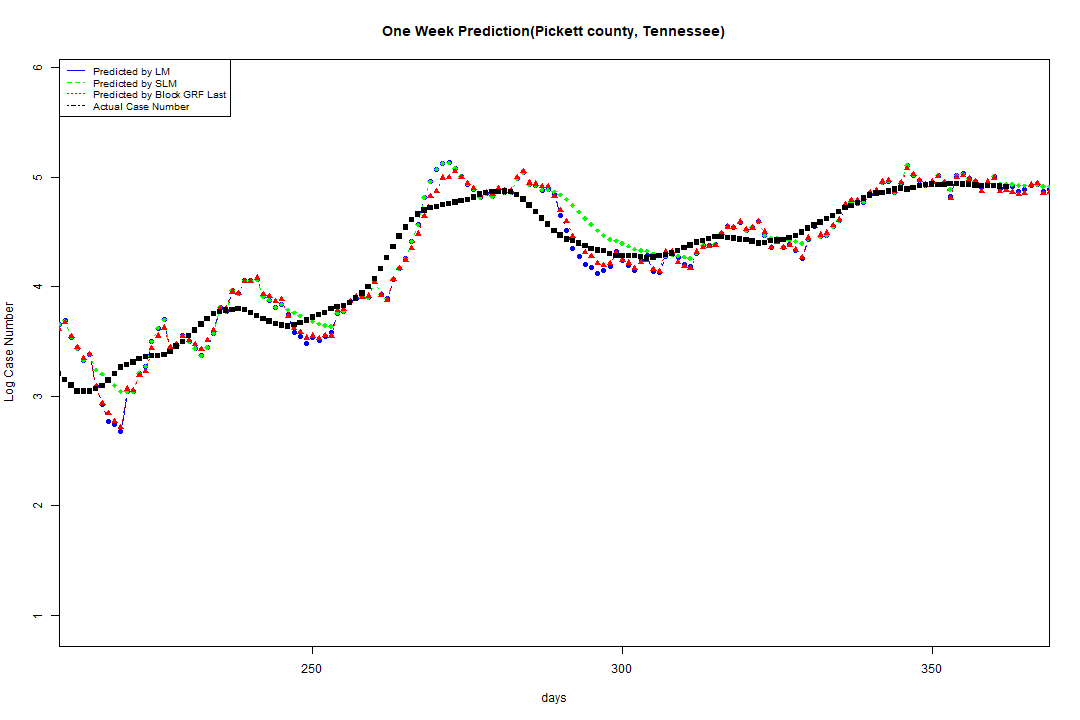 One Week Prediction(Pickett county, Tennessee)
Predicted by LM
Predicted by SLM
Predicted by Block GRF Last
Actual Case Number
6
5
4
3
2
1
Log Case Number
250
300
350
days